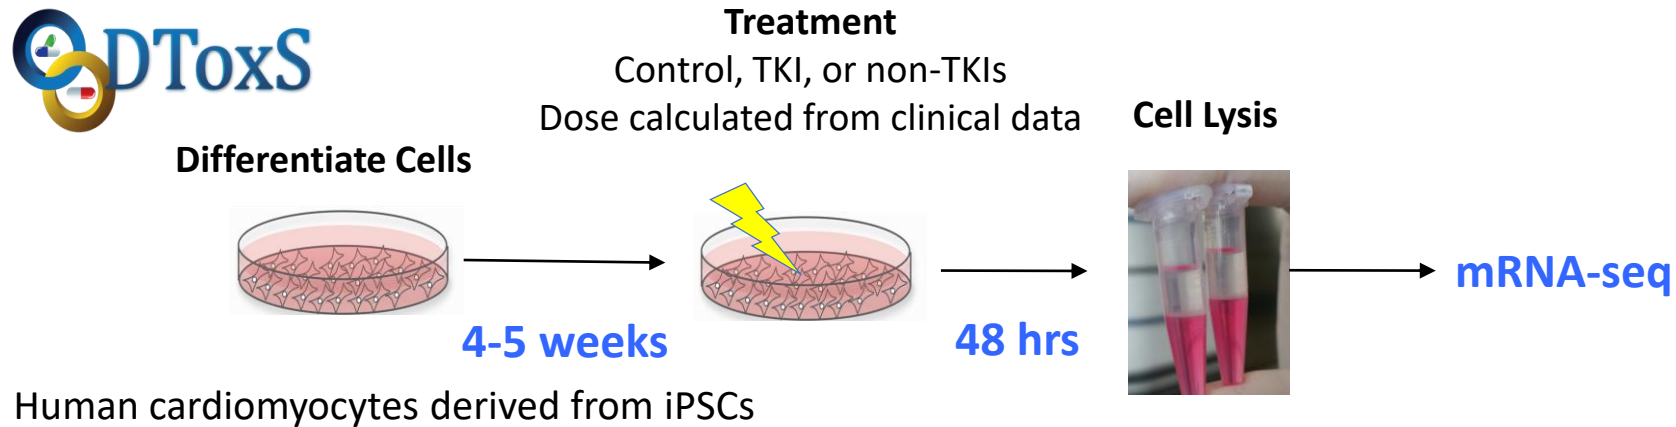 DToxS
Treatment
Control, TKI, or non-TKIs
Dose calculated from clinical data
Cell Lysis
Differentiate Cells
4-5 weeks
48 hrs
mRNA-seq
Human cardiomyocytes derived from iPSCs